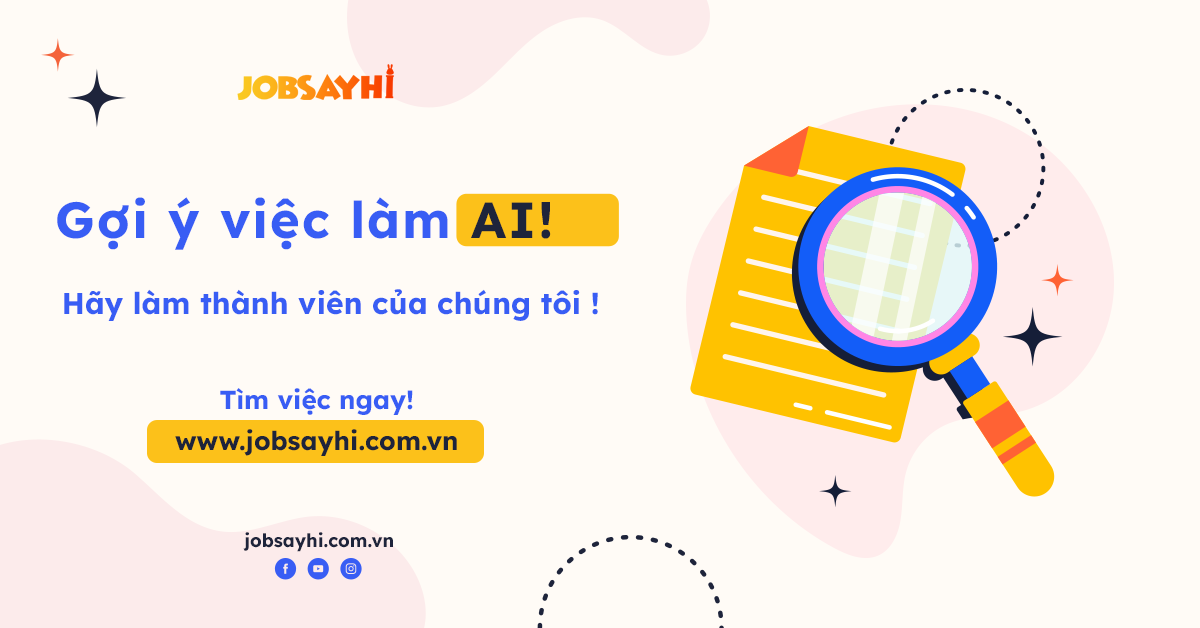 JOBSAYHI
Gợi ý việc làm AI!
Hãy làm thành viên của chúng tôi !
Tìm việc ngay!
www.jobsayhi.com.vn
jobsayhi.com.vn